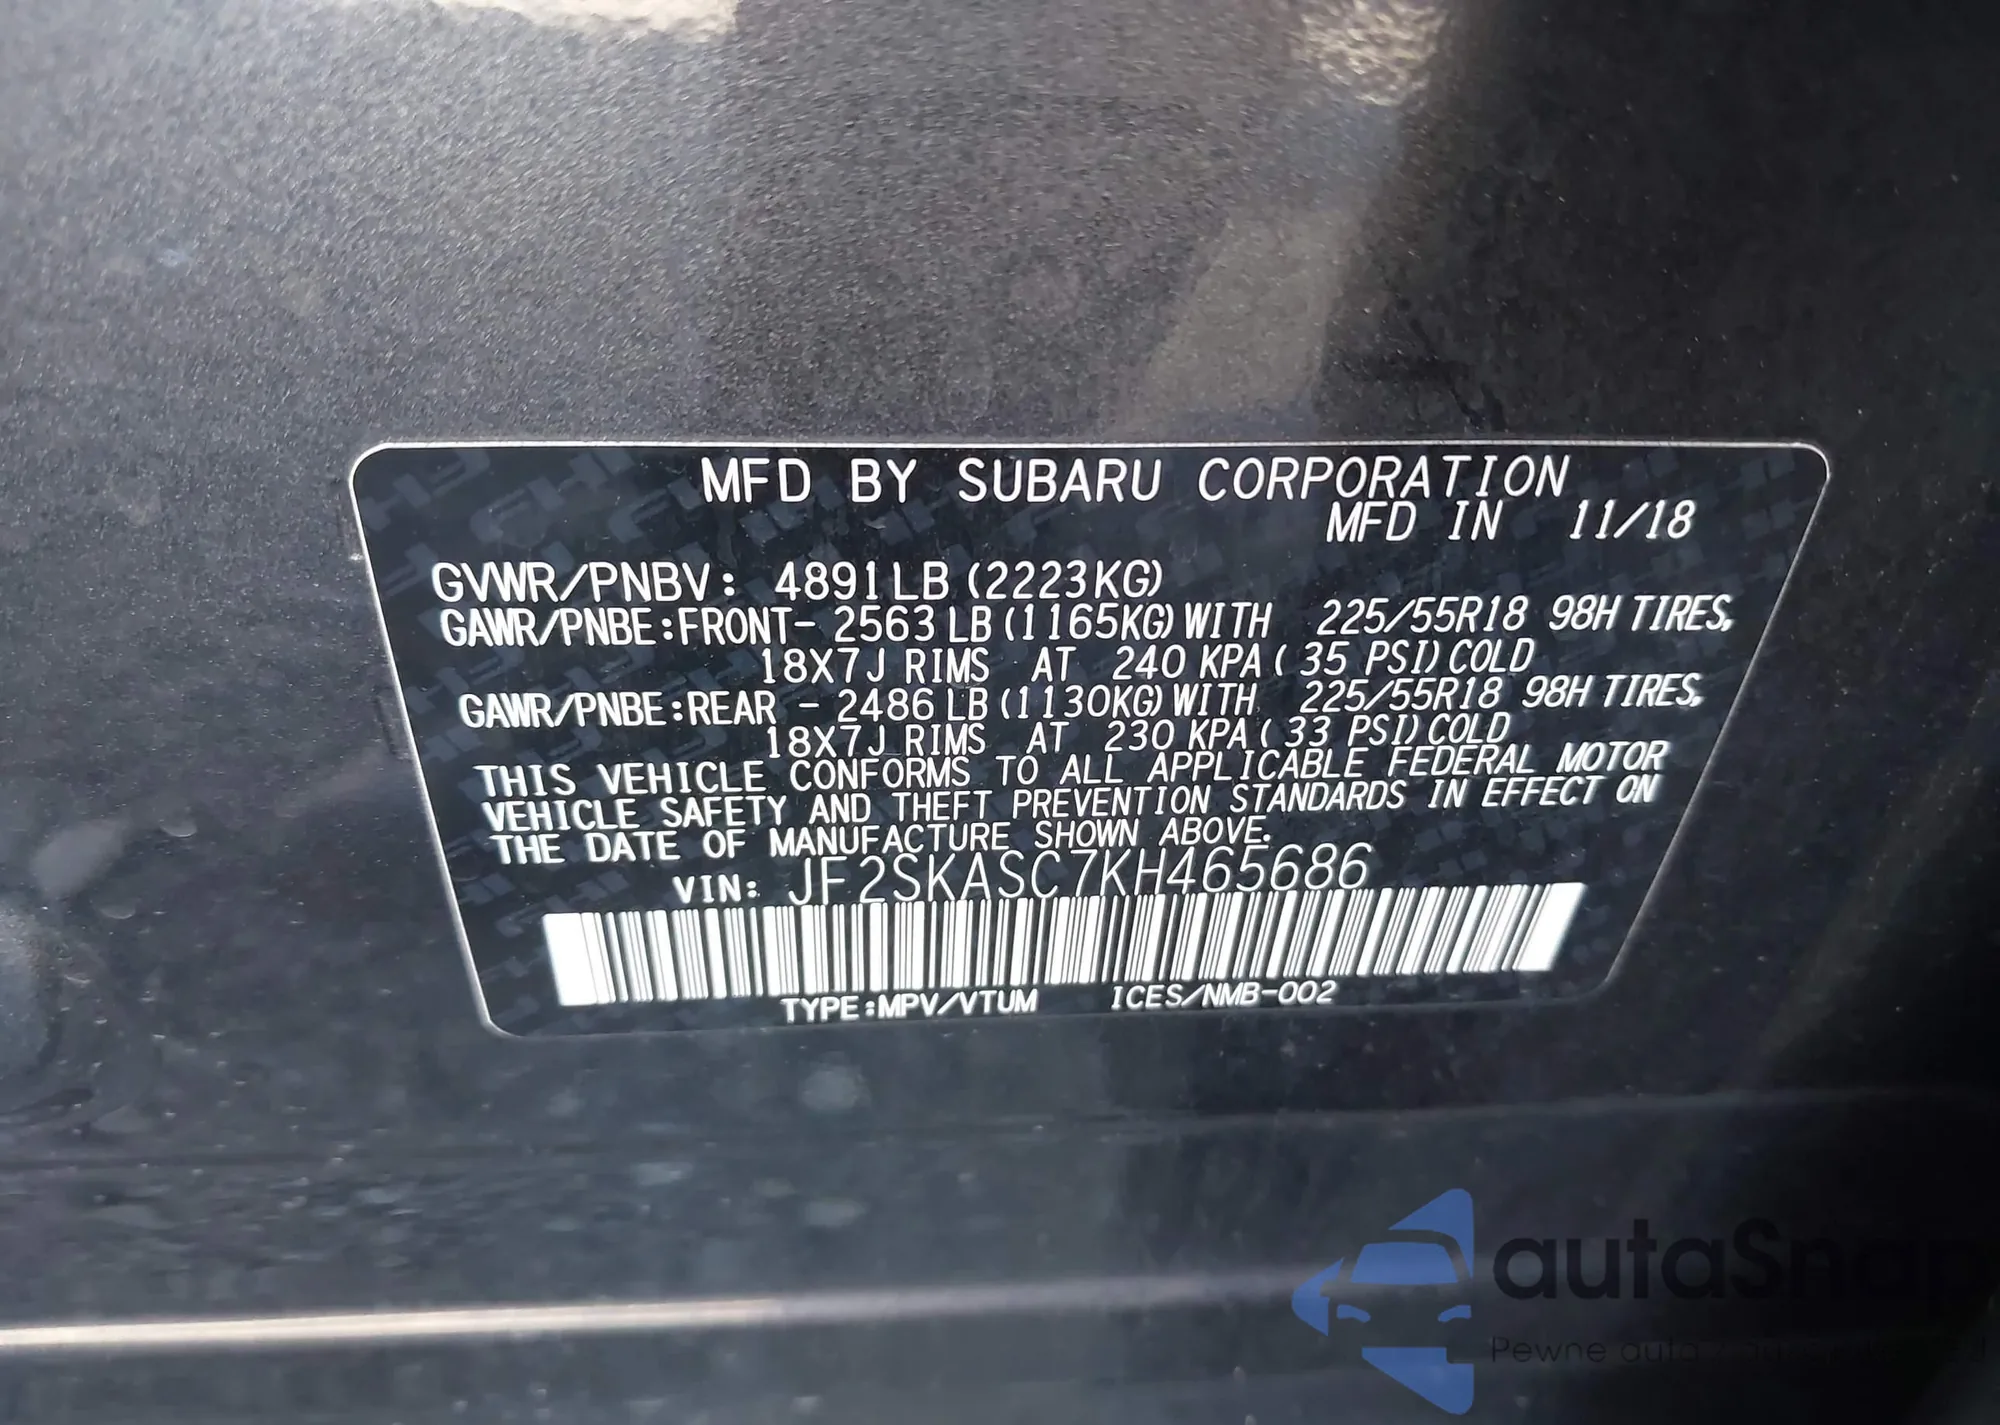 MFD BY SUBARU CORPORATION
MFD IN 11/18
GVWR/PNBV: 4891LB (2223KG)
GAWR/PNBE:FRONT- 2563 LB (1165KG) WITH 225/55R18 98H TIRES,
18X7J RIMS AT 240 KPA ( 35 PSI) COLD
GAWR/PNBE:REAR - 2486 LB (1130KG) WITH 225/55R18 98H TIRES,
18X7J RIMS AT 230 KPA ( 33 PSI) COLD
THIS VEHICLE CONFORMS TO ALL APPLICABLE FEDERAL MOTOR
VEHICLE SAFETY AND THEFT PREVENTION STANDARDS IN EFFECT ON
THE DATE OF MANUFACTURE SHOWN ABOVE.
VIN: JF2SKASC7KH465686
TYPE:MPV/VTUM ICES/NMB-002
autaSnap
Pewne auta